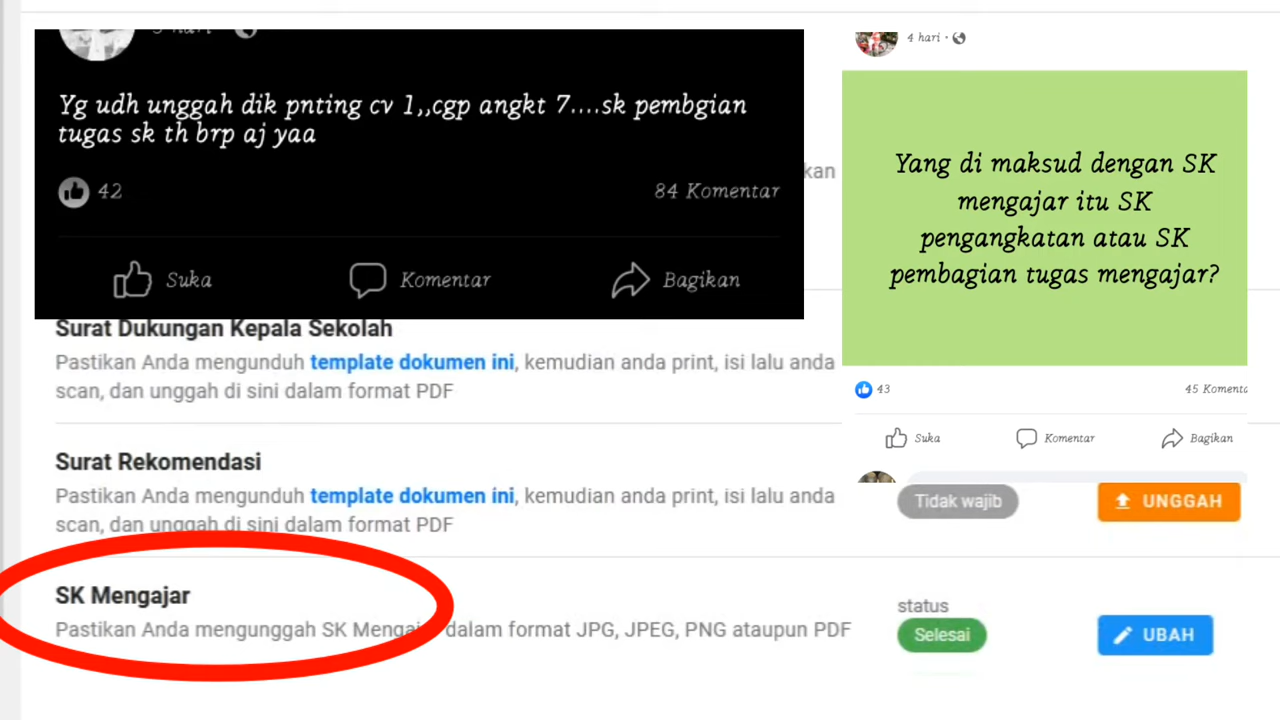 Yg udh unggah dik pnting cv 1,,cgp angkt 7....sk pembgian
tugas sk th brp aj yaa
42
84 Komentar
Suka
Komentar
Bagikan
4 hari
Yang di maksud dengan SK
mengajar itu SK
pengangkatan atau SK
pembagian tugas mengajar?
43
Suka
Komentar
Bagikan
Surat Dukungan Kepala Sekolah
Pastikan Anda mengunduh template dokumen ini, kemudian anda print, isi lalu anda
scan, dan unggah di sini dalam format PDF
Surat Rekomendasi
Pastikan Anda mengunduh template dokumen ini, kemudian anda print, isi lalu anda
scan, dan unggah di sini dalam format PDF
Tidak wajib
UNGGAH
SK Mengajar
Pastikan Anda mengunggah SK Mengajar dalam format JPG, JPEG, PNG ataupun PDF
status
Selesai
UBAH